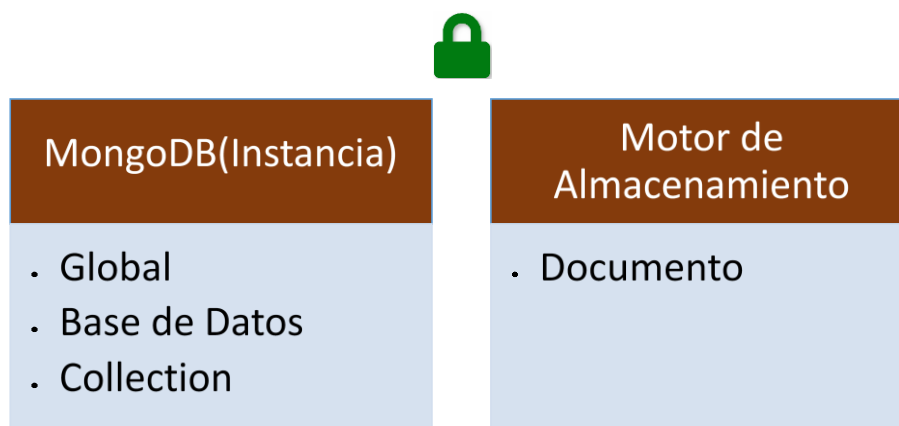 MongoDB(Instancia)
. Global
. Base de Datos
. Collection
Motor de
Almacenamiento
. Documento